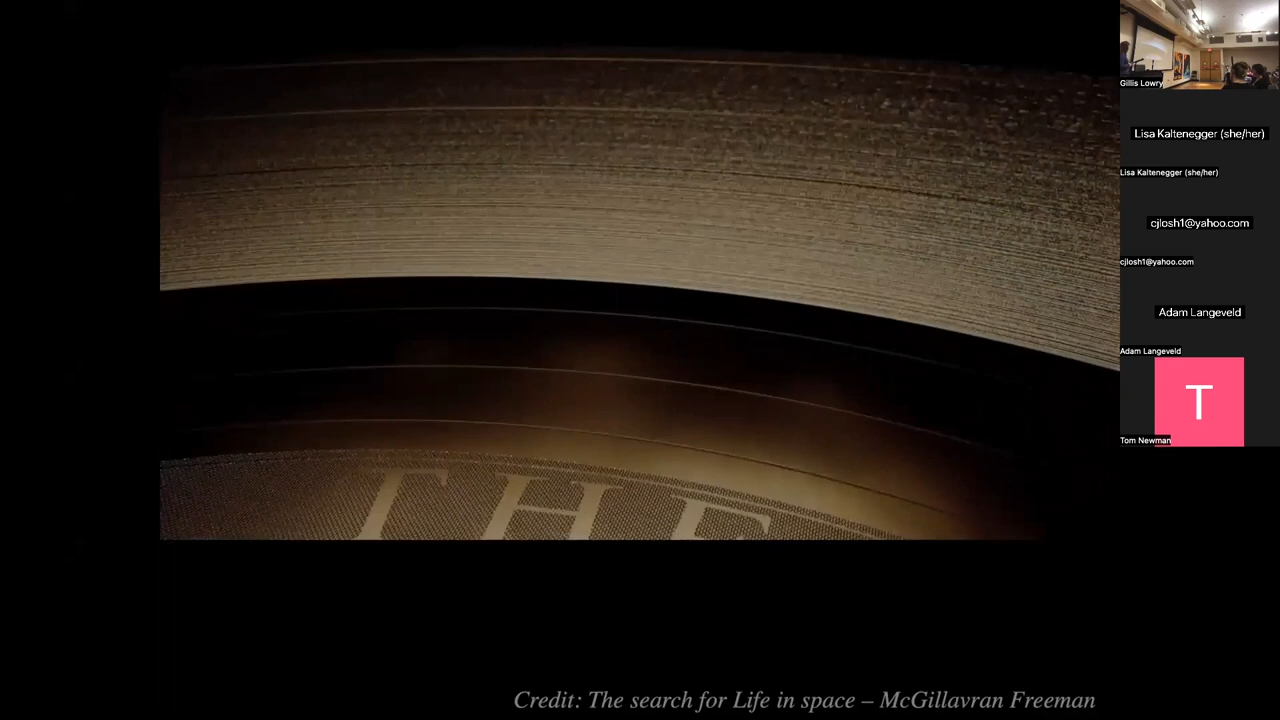 Gillis Lowry
Lisa Kaltenegger (she/her)
Lisa Kaltenegger (she/her)
cjlosh1@yahoo.com
cjlosh1@yahoo.com
Adam Langeveld
Adam Langeveld
T
Tom Newman
THE
Credit: The search for Life in space – McGillavran Freeman